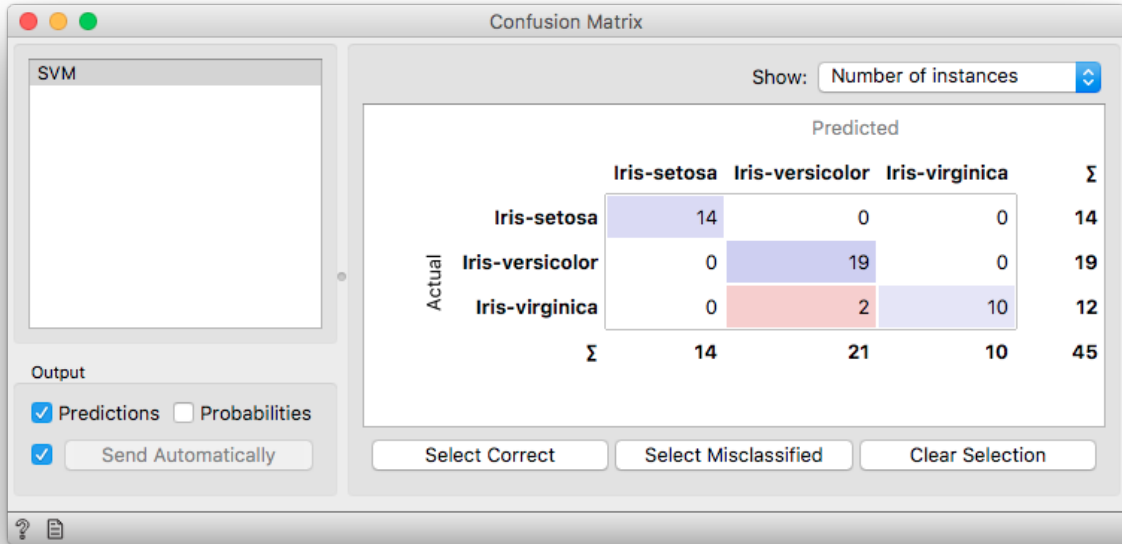 Confusion Matrix
SVM
Show: Number of instances
Predicted
Iris-setosa Iris-versicolor Iris-virginica Σ
Actual
Iris-setosa 14 0 0 14
Iris-versicolor 0 19 0 19
Iris-virginica 0 2 10 12
Σ 14 21 10 45
Output
Predictions Probabilities
Send Automatically
Select Correct Select Misclassified Clear Selection
?